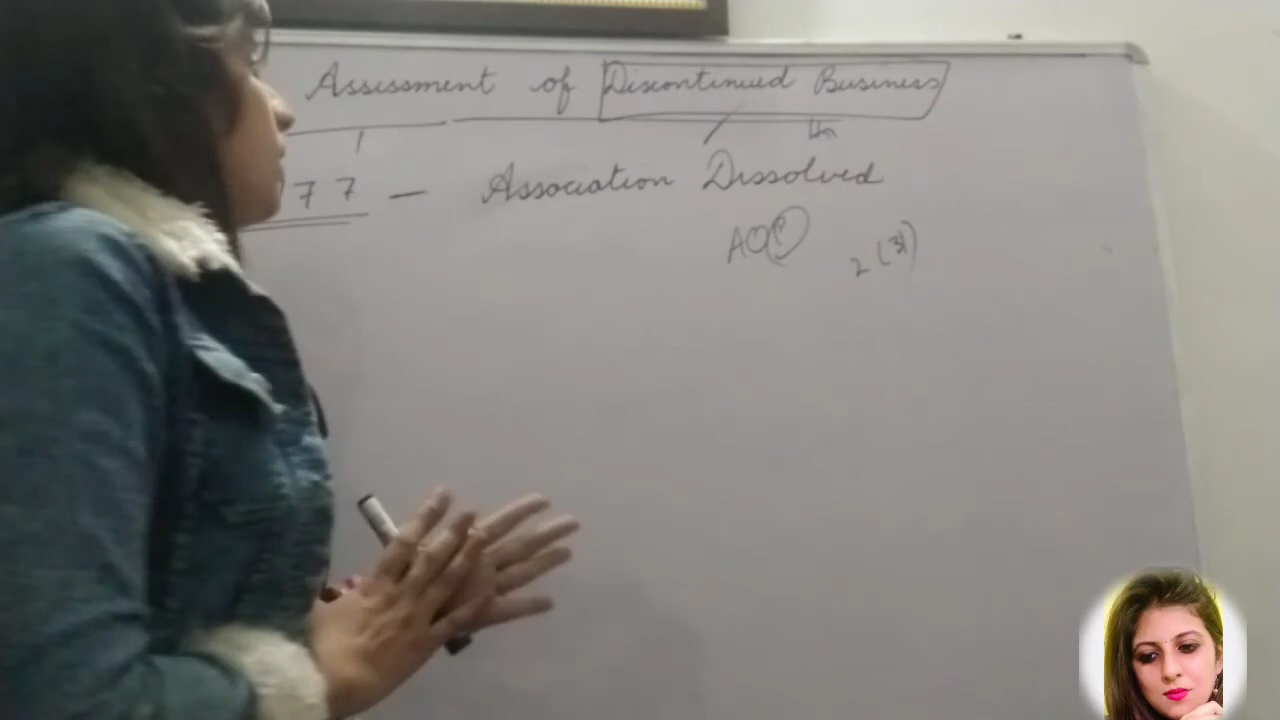 Assessment of Discontinued Business
177 — Association Dissolved
AOP 2(31)